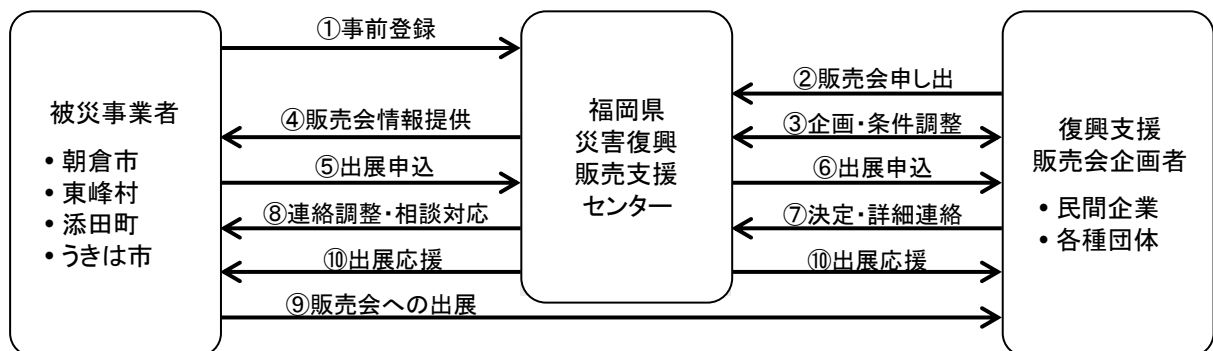 ①事前登録
②販売会申し出
被災事業者
• 朝倉市
• 東峰村
• 添田町
• うきは市
④販売会情報提供
⑤出展申込
⑧連絡調整・相談対応
⑩出展応援
⑨販売会への出展
福岡県
災害復興
販売支援
センター
③企画・条件調整
⑥出展申込
⑦決定・詳細連絡
⑩出展応援
復興支援
販売会企画者
• 民間企業
• 各種団体